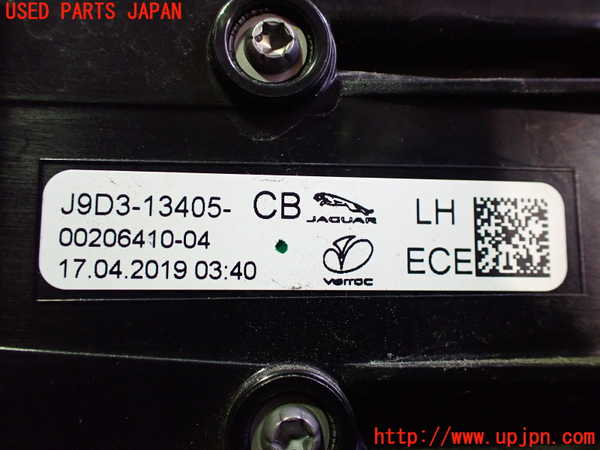 USED PARTS JAPAN
J9D3-13405- CB JAGUAR LH
00206410-04
17.04.2019 03:40 varroc ECE
http://www.upjpn.com/